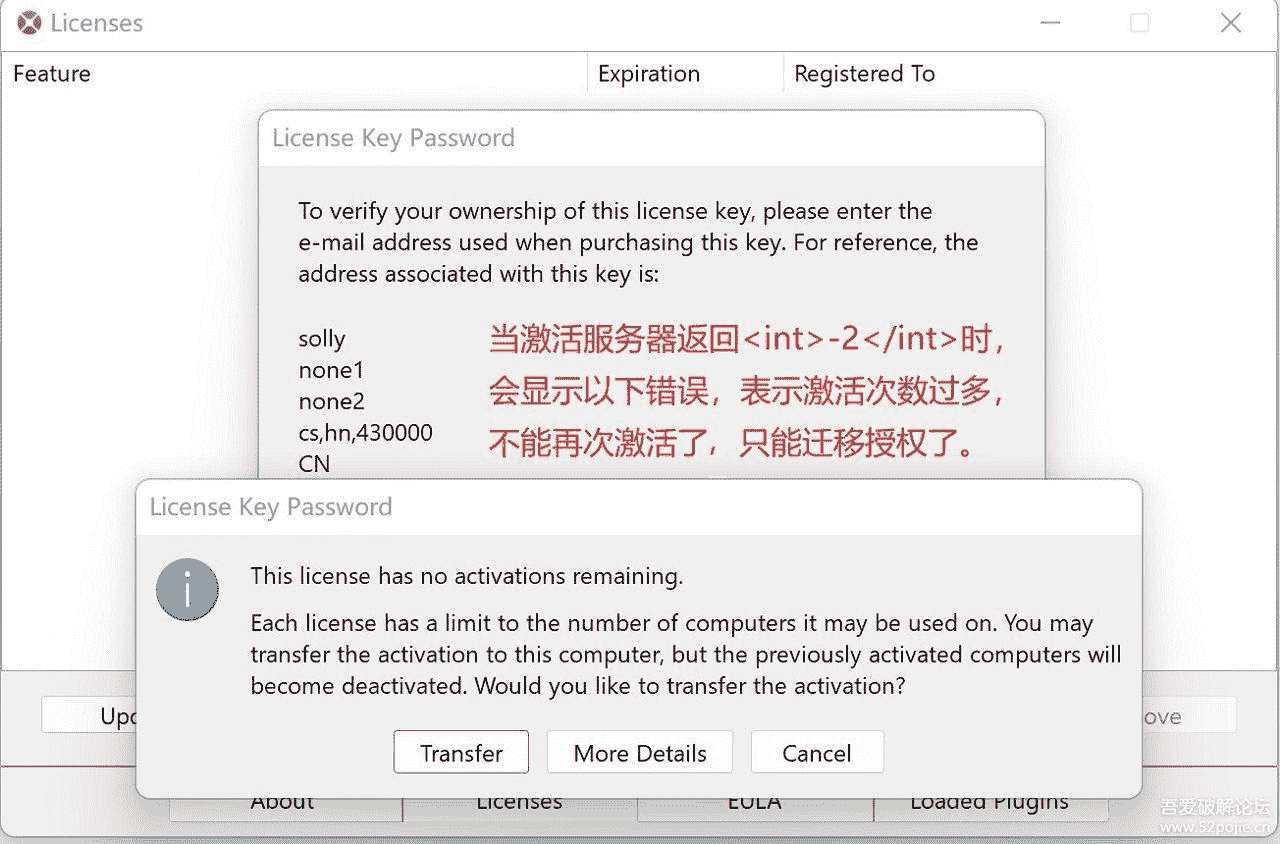 Licenses
Feature
Expiration
Registered To
License Key Password
To verify your ownership of this license key, please enter the
e-mail address used when purchasing this key. For reference, the
address associated with this key is:
solly
none1
none2
cs,hn,430000
CN
当激活服务器返回<int>-2</int>时，
会显示以下错误，表示激活次数过多，
不能再次激活了，只能迁移授权了。
License Key Password
This license has no activations remaining.
Each license has a limit to the number of computers it may be used on. You may
transfer the activation to this computer, but the previously activated computers will
become deactivated. Would you like to transfer the activation?
Transfer
More Details
Cancel
About
Licenses
EULA
Loaded Plugins
吾爱破解论坛
www.52pojie.cn